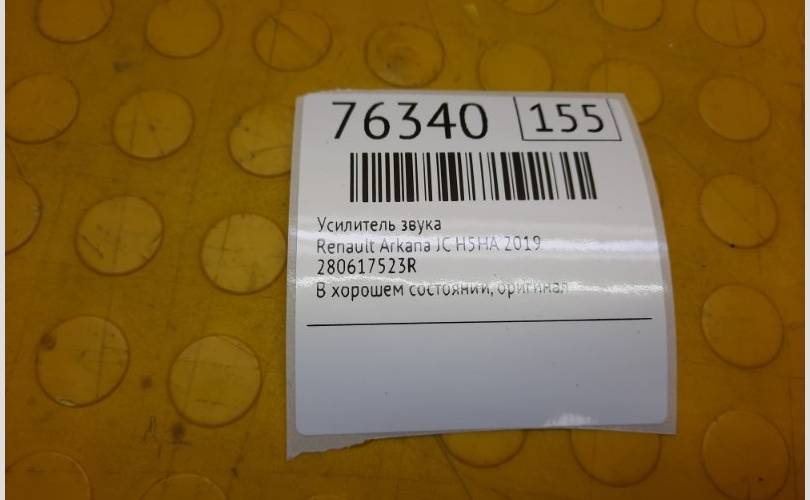 76340 155
Усилитель звука
Renault Arkana JC H5HA 2019
280617523R
В хорошем состоянии, оригинал